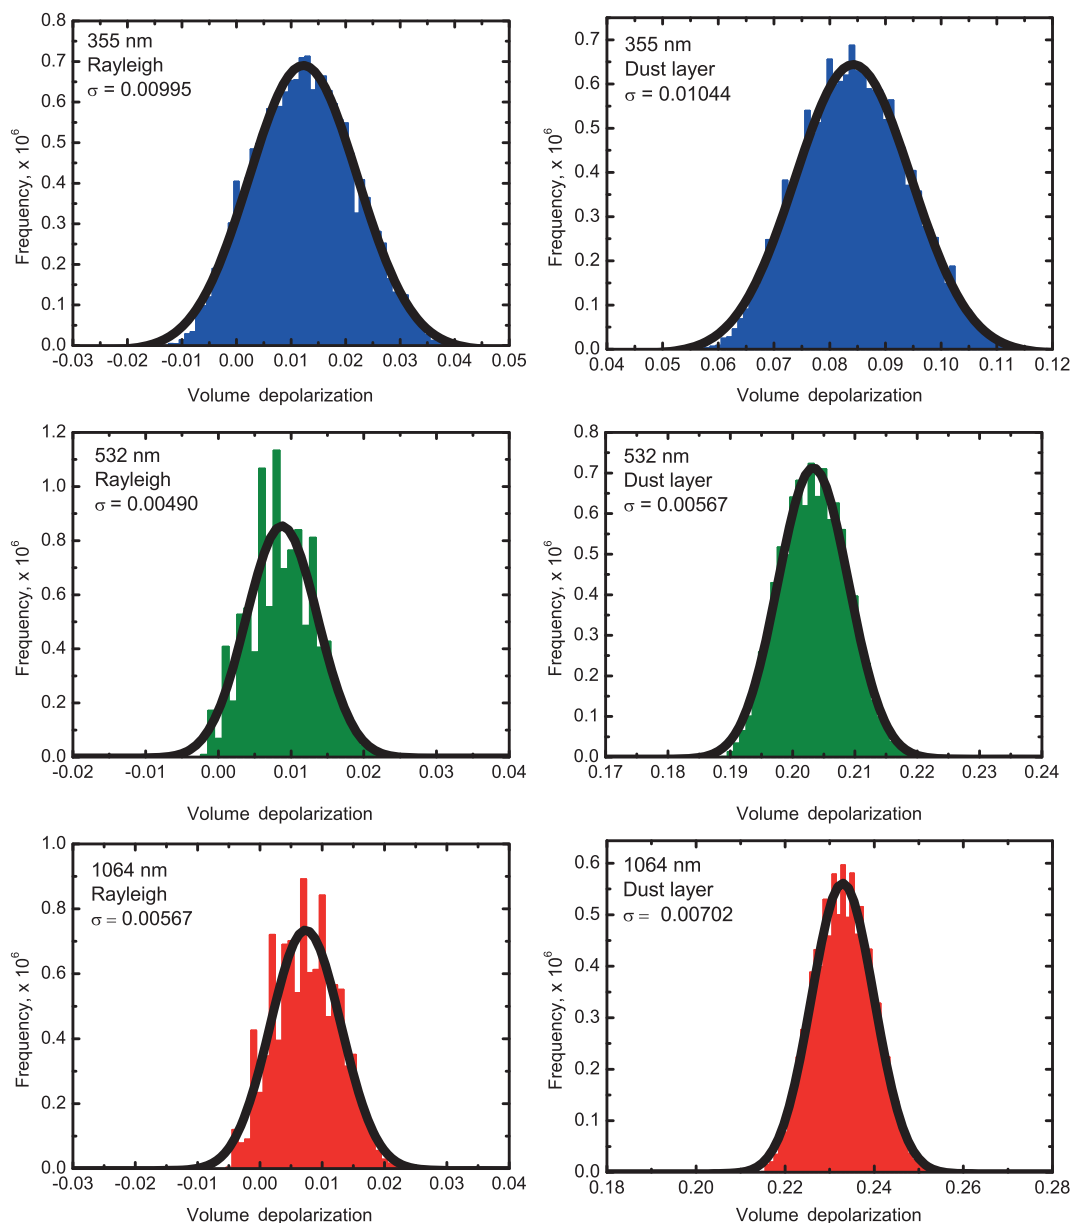 355 nm
Rayleigh
σ = 0.00995
Frequency, x 10⁶
0.8
0.7
0.6
0.5
0.4
0.3
0.2
0.1
0.0
-0.03 -0.02 -0.01 0.00 0.01 0.02 0.03 0.04 0.05
Volume depolarization
355 nm
Dust layer
σ = 0.01044
Frequency, x 10⁶
0.7
0.6
0.5
0.4
0.3
0.2
0.1
0.0
0.04 0.05 0.06 0.07 0.08 0.09 0.10 0.11 0.12
Volume depolarization
532 nm
Rayleigh
σ = 0.00490
Frequency, x 10⁶
1.2
1.0
0.8
0.6
0.4
0.2
0.0
-0.02 -0.01 0.00 0.01 0.02 0.03 0.04
Volume depolarization
532 nm
Dust layer
σ = 0.00567
Frequency, x 10⁶
0.8
0.7
0.6
0.5
0.4
0.3
0.2
0.1
0.0
0.17 0.18 0.19 0.20 0.21 0.22 0.23 0.24
Volume depolarization
1064 nm
Rayleigh
σ = 0.00567
Frequency, x 10⁶
1.0
0.8
0.6
0.4
0.2
0.0
-0.03 -0.02 -0.01 0.00 0.01 0.02 0.03 0.04
Volume depolarization
1064 nm
Dust layer
σ = 0.00702
Frequency, x 10⁶
0.6
0.5
0.4
0.3
0.2
0.1
0.0
0.18 0.20 0.22 0.24 0.26 0.28
Volume depolarization